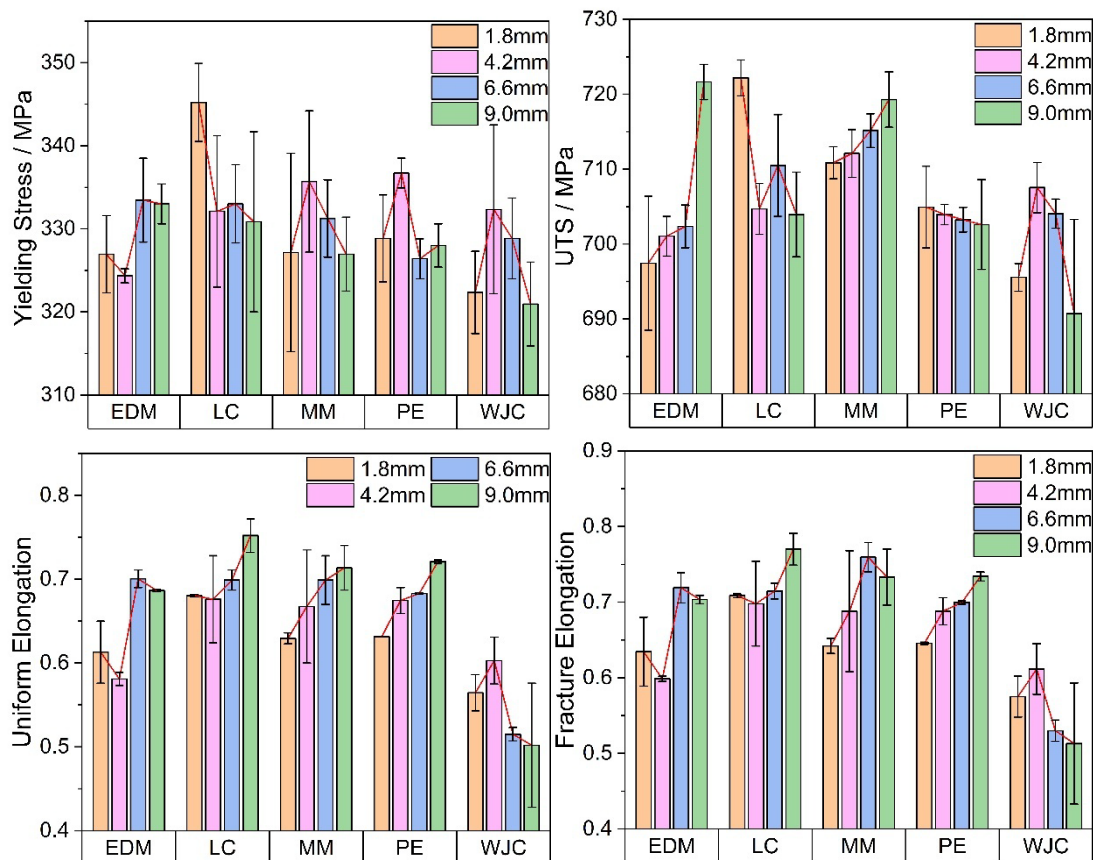 Yielding Stress / MPa
350
340
330
320
310
1.8mm
4.2mm
6.6mm
9.0mm
EDM LC MM PE WJC
UTS / MPa
730
720
710
700
690
680
1.8mm
4.2mm
6.6mm
9.0mm
EDM LC MM PE WJC
Uniform Elongation
0.8
0.7
0.6
0.5
0.4
1.8mm 6.6mm
4.2mm 9.0mm
EDM LC MM PE WJC
Fracture Elongation
0.9
0.8
0.7
0.6
0.5
0.4
1.8mm
4.2mm
6.6mm
9.0mm
EDM LC MM PE WJC